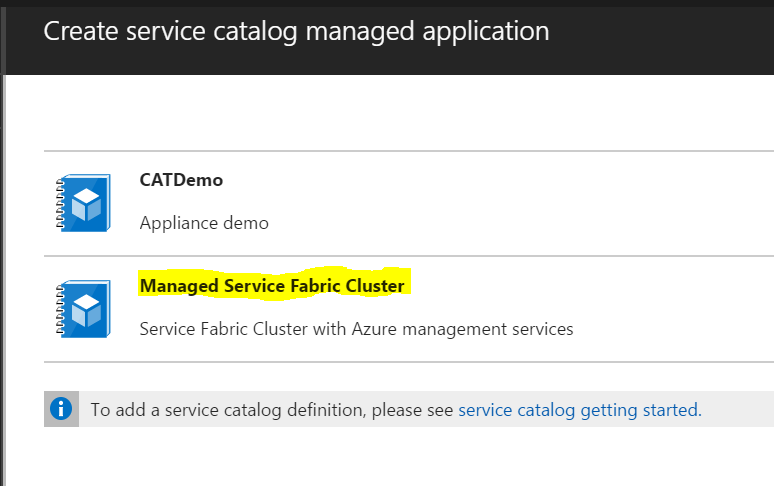 Create service catalog managed application
CATDemo
Appliance demo
Managed Service Fabric Cluster
Service Fabric Cluster with Azure management services
To add a service catalog definition, please see service catalog getting started.